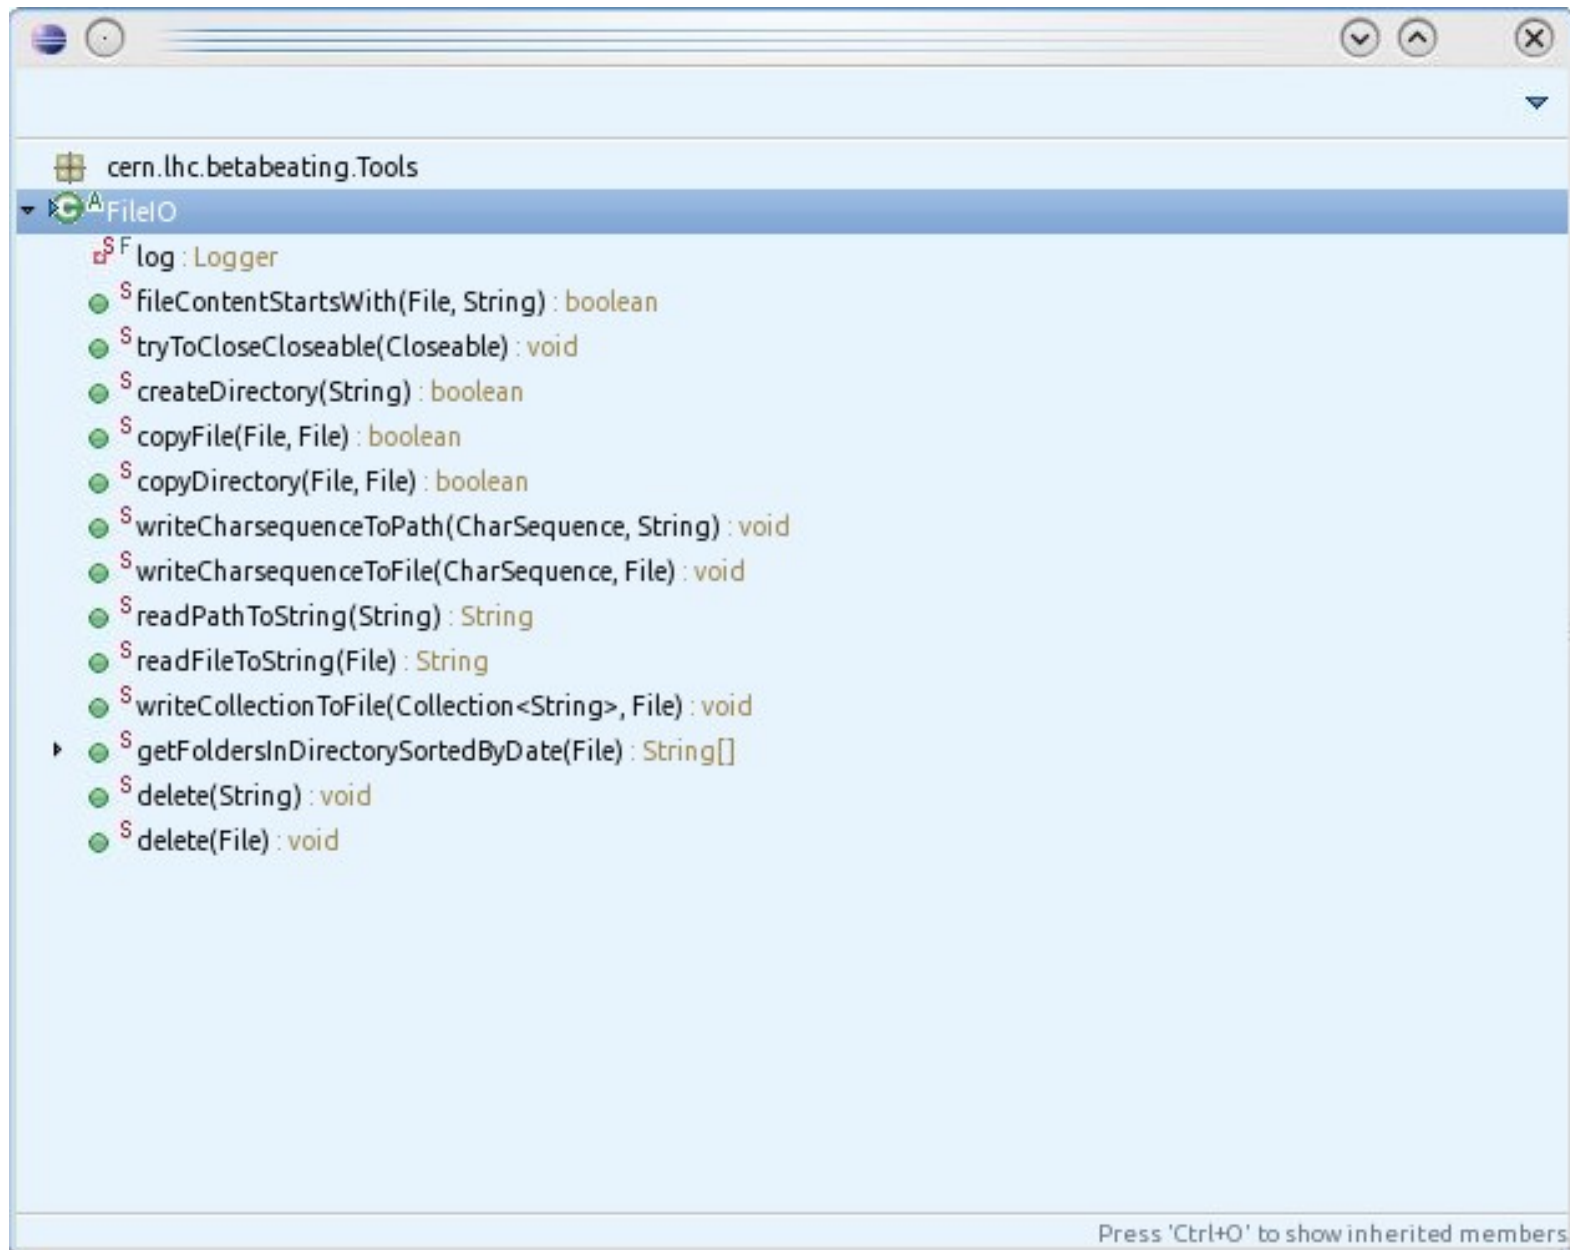 cern.lhc.betabeating.Tools
C A FileIO
S F log : Logger
S fileContentStartsWith(File, String) : boolean
S tryToCloseCloseable(Closeable) : void
S createDirectory(String) : boolean
S copyFile(File, File) : boolean
S copyDirectory(File, File) : boolean
S writeCharsequenceToPath(CharSequence, String) : void
S writeCharsequenceToFile(CharSequence, File) : void
S readPathToString(String) : String
S readFileToString(File) : String
S writeCollectionToFile(Collection<String>, File) : void
S getFoldersInDirectorySortedByDate(File) : String[]
S delete(String) : void
S delete(File) : void
Press 'Ctrl+O' to show inherited members